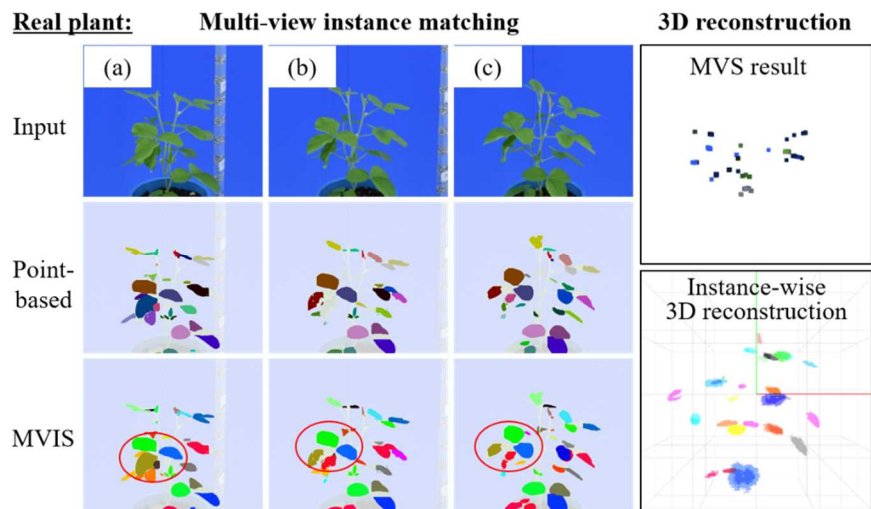 Real plant: Multi-view instance matching 3D reconstruction
(a) (b) (c) MVS result
Input
Point-
based
Instance-wise
3D reconstruction
MVIS